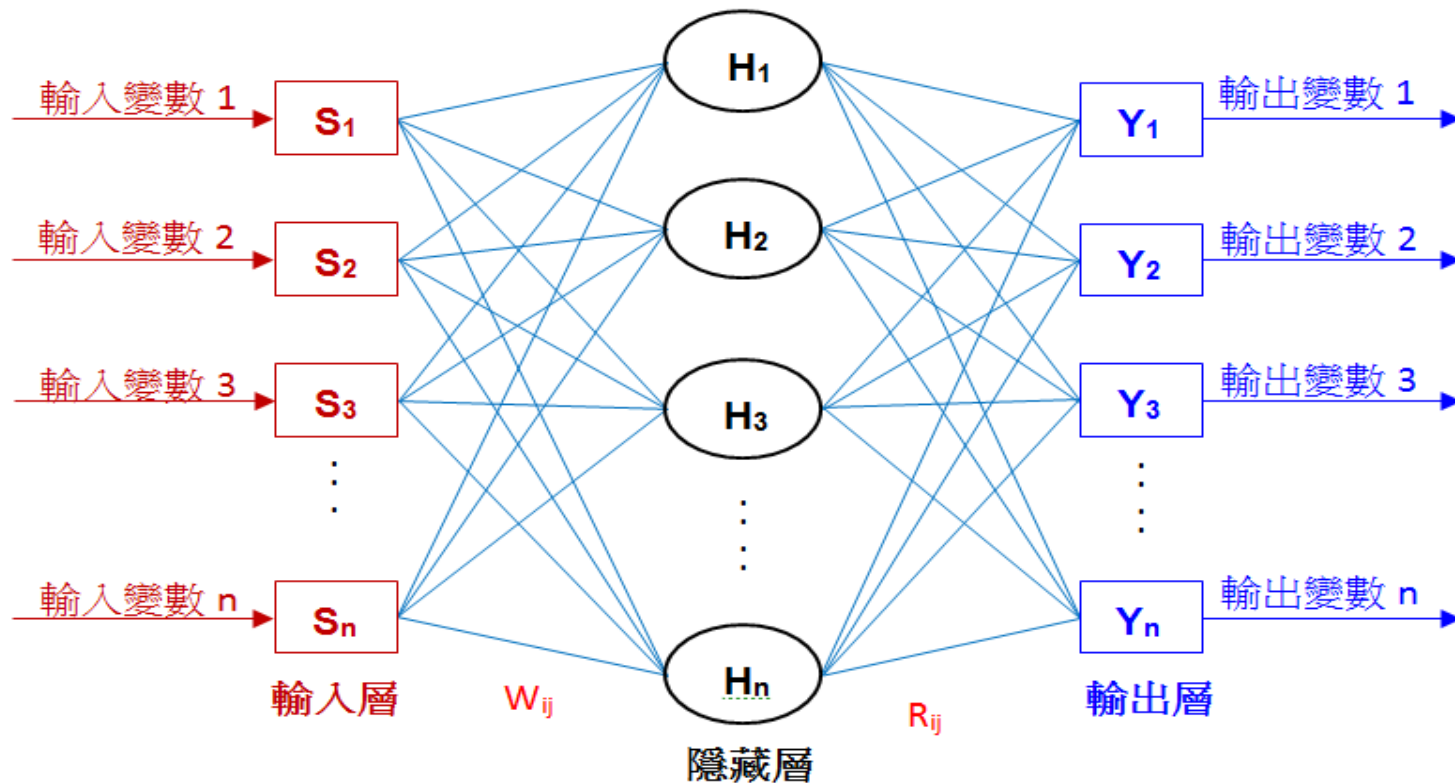 H1
輸入變數 1
S1
Y1
輸出變數 1
輸入變數 2
S2
H2
Y2
輸出變數 2
輸入變數 3
S3
H3
Y3
輸出變數 3
輸入變數 n
Sn
Hn
Yn
輸出變數 n
輸入層
Wij
Rij
輸出層
隱藏層